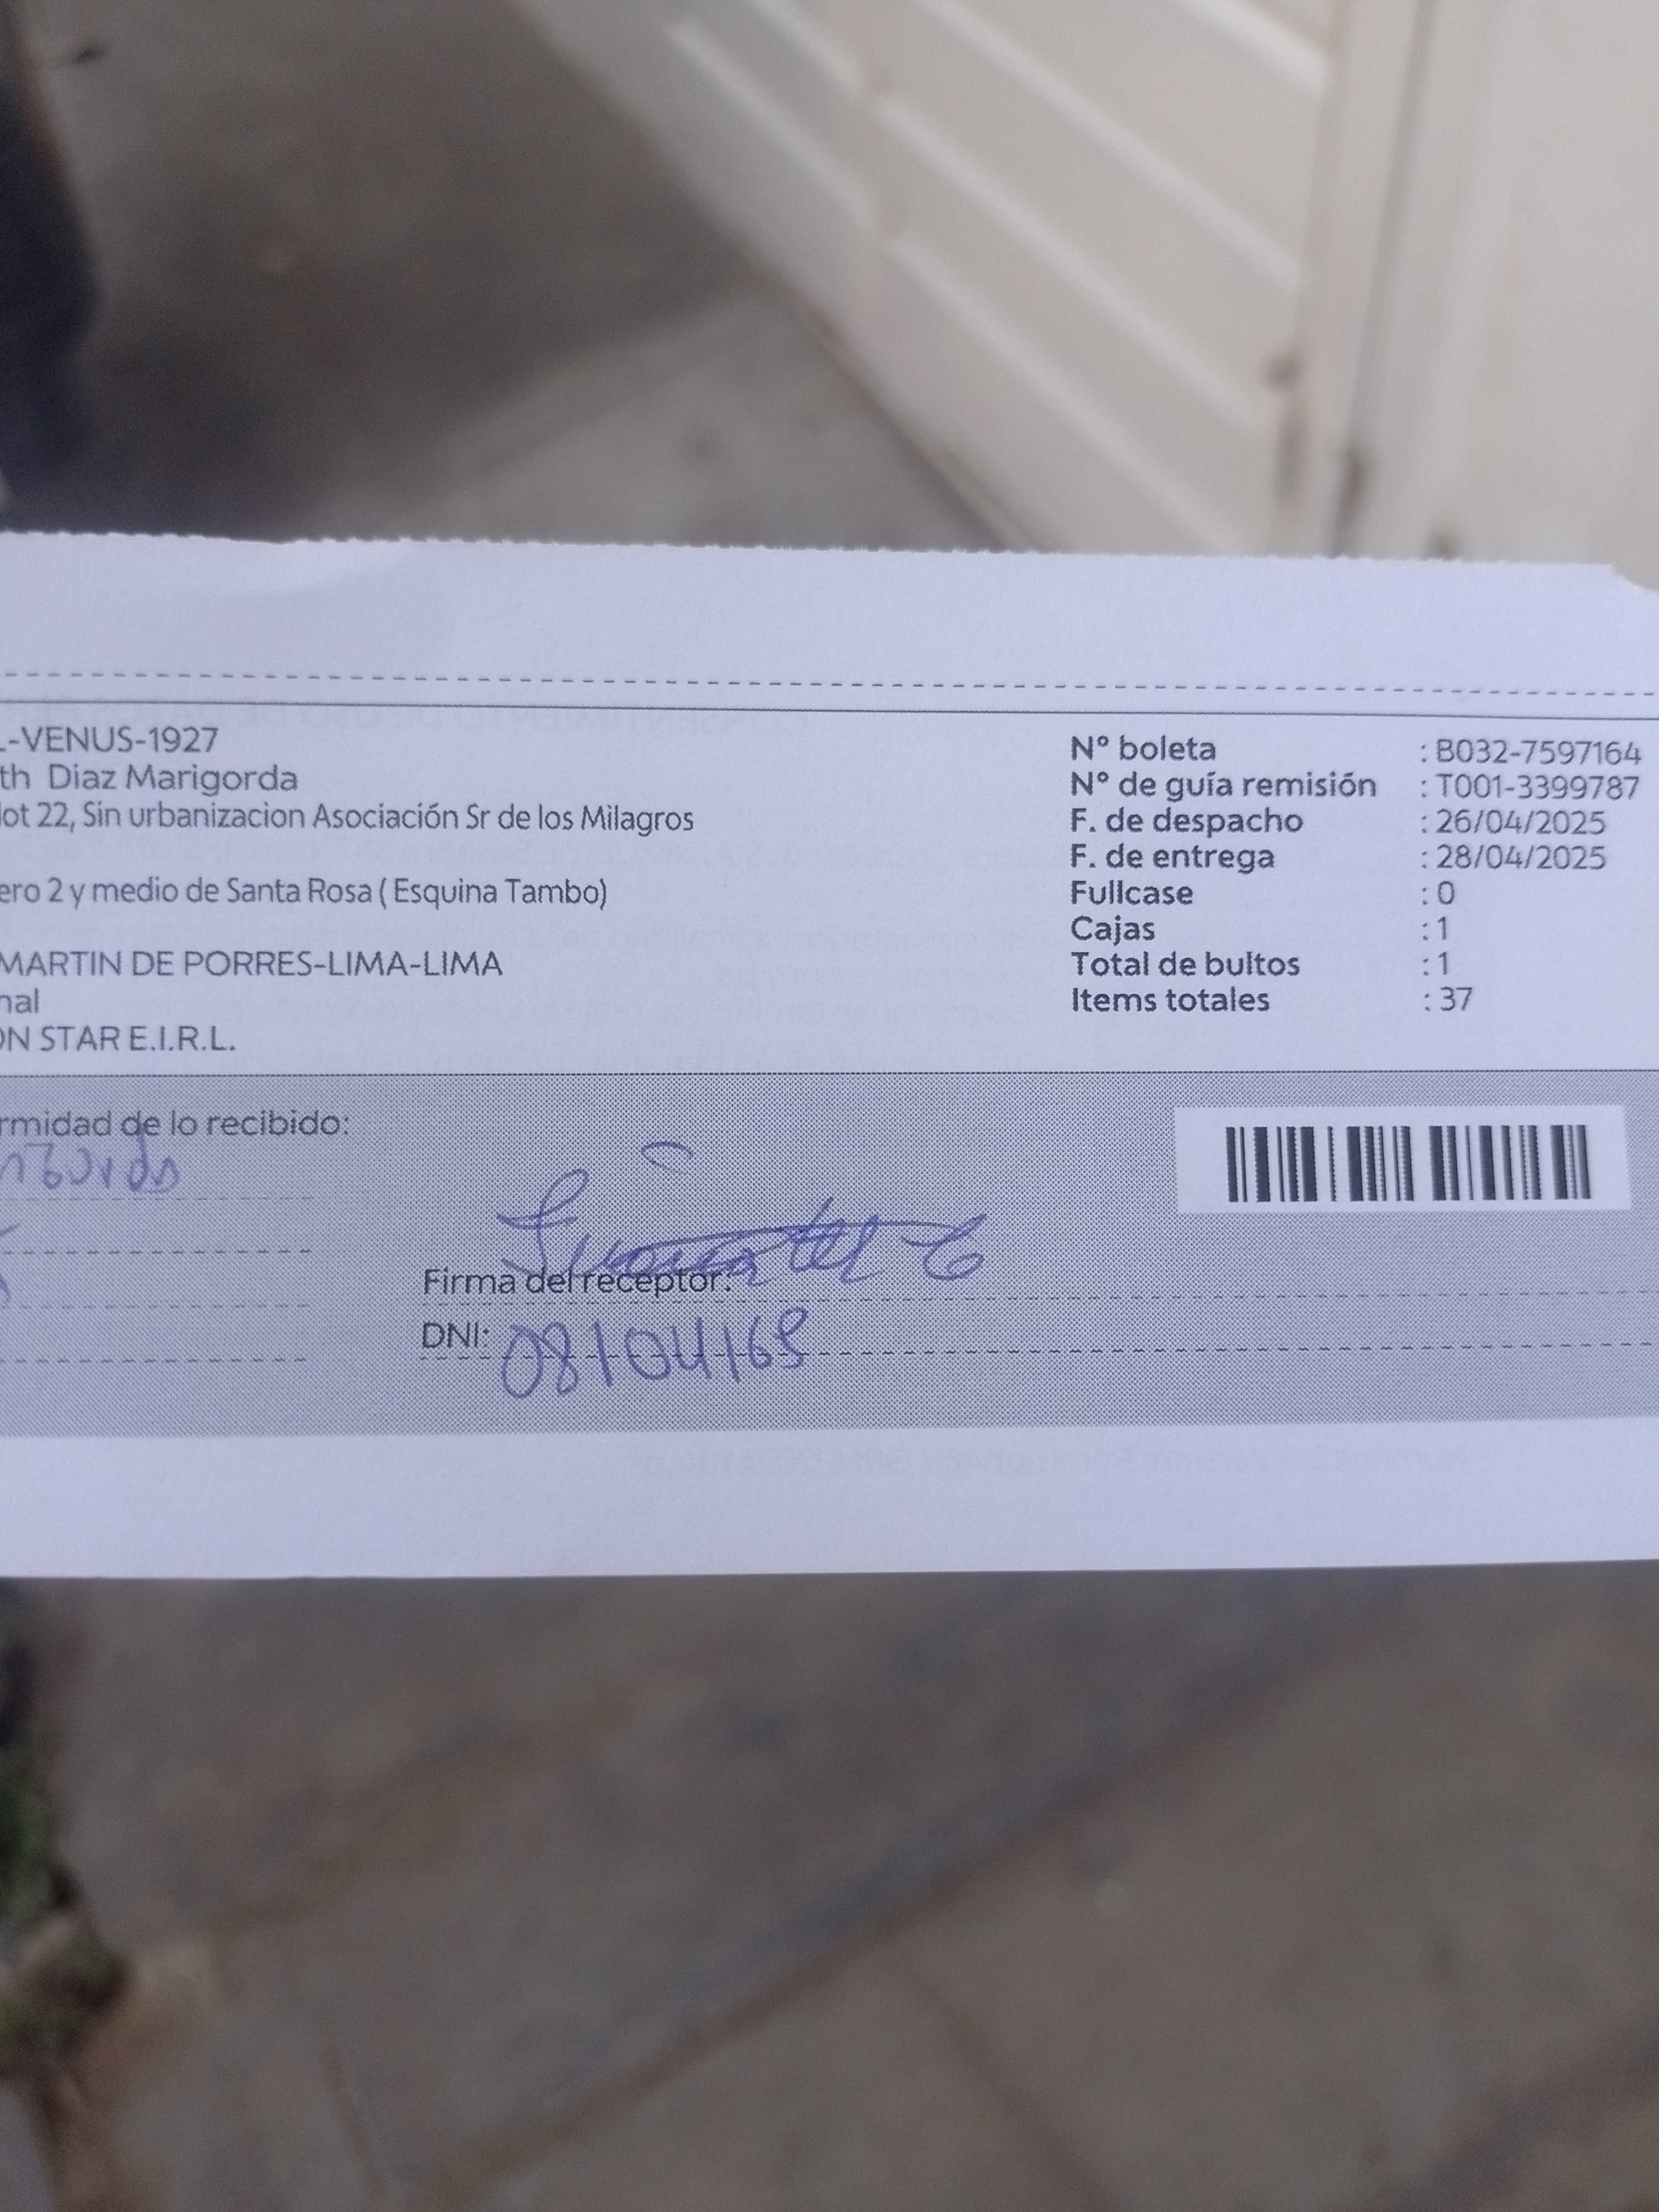 L-VENUS-1927
th Diaz Marigorda
lot 22, Sin urbanizacion Asociación Sr de los Milagros
ero 2 y medio de Santa Rosa ( Esquina Tambo)
MARTIN DE PORRES-LIMA-LIMA
nal
ON STAR E.I.R.L.
Nº boleta : B032-7597164
Nº de guía remisión : T001-3399787
F. de despacho : 26/04/2025
F. de entrega : 28/04/2025
Fullcase : 0
Cajas : 1
Total de bultos : 1
Items totales : 37
rmidad de lo recibido:
Firma del receptor:
DNI: 08104168